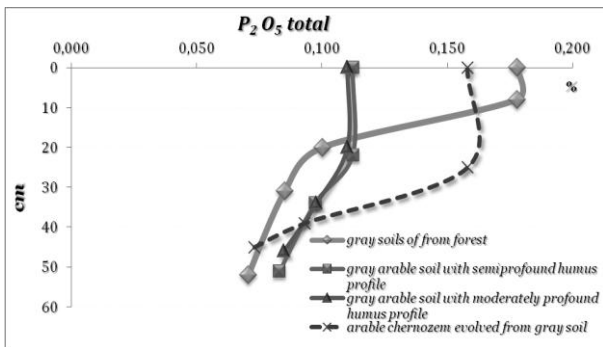 P₂ O₅ total
0,000 0,050 0,100 0,150 0,200
0
%
10
20
30
40
50
60
cm
gray soils of from forest
gray arable soil with semiprofound humus
profile
gray arable soil with moderately profound
humus profile
arable chernozem evolved from gray soil